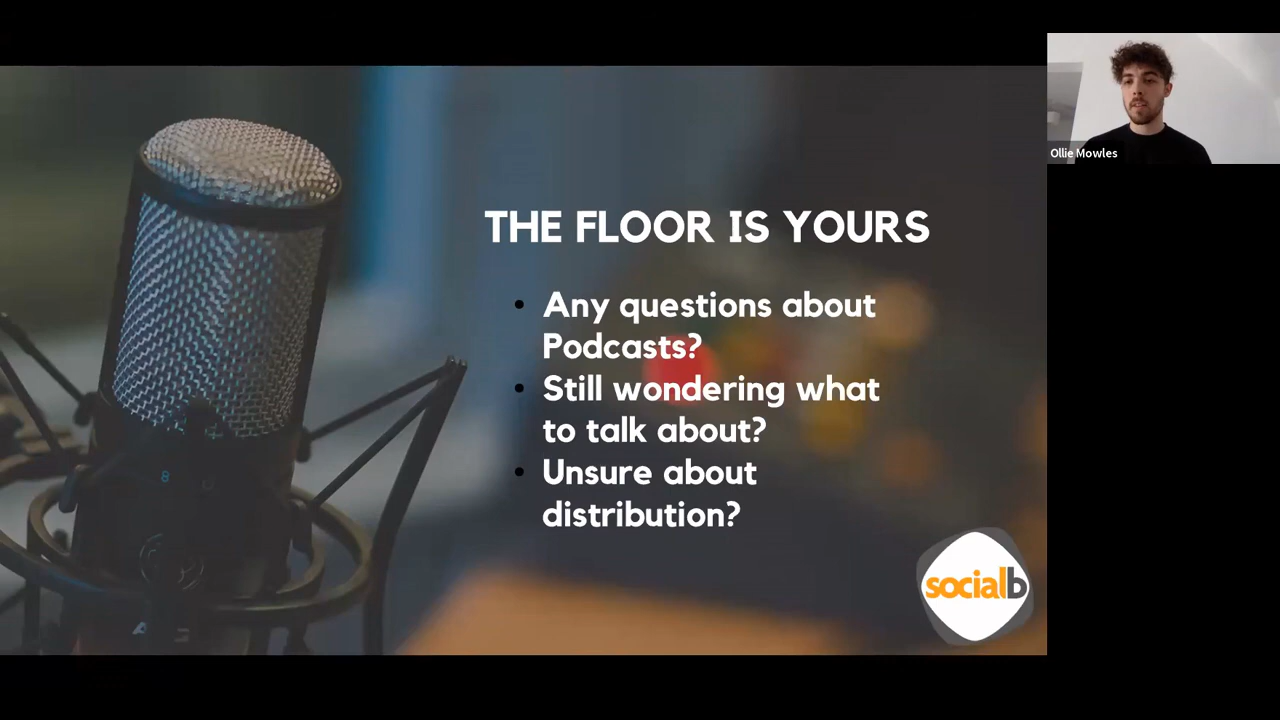 Ollie Mowles
THE FLOOR IS YOURS
Any questions about
Podcasts?
Still wondering what
to talk about?
Unsure about
distribution?
socialb
8